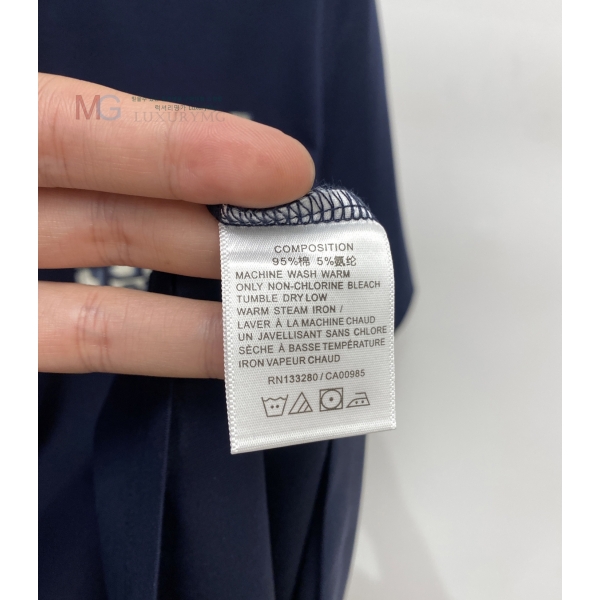 MG
LUXURYMG
COMPOSITION
95%棉 5%氨纶
MACHINE WASH WARM
ONLY NON-CHLORINE BLEACH
TUMBLE DRY LOW
WARM STEAM IRON /
LAVER À LA MACHINE CHAUD
UN JAVELLISANT SANS CHLORE
SÈCHE À BASSE TEMPÉRATURE
IRON VAPEUR CHAUD
RN133280/CA00985